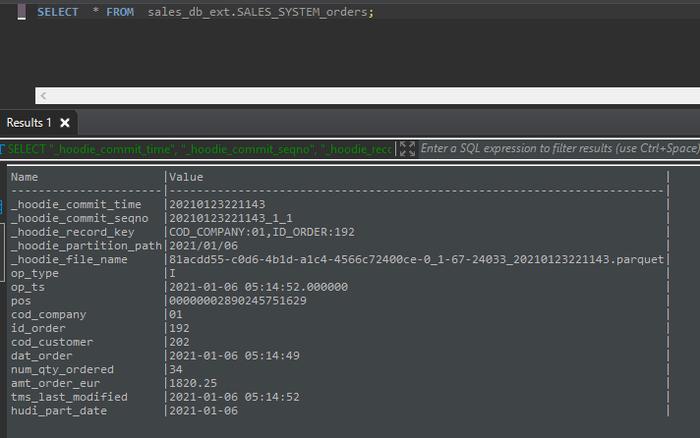 SELECT * FROM sales_db_ext.SALES_SYSTEM_orders;
Results 1
SELECT "_hoodie_commit_time", "_hoodie_commit_seqno", "_hoodie_recc
Enter a SQL expression to filter results (use Ctrl+Space)
Name |Value |
----------------------|---------------------------------------------------------------------------|
_hoodie_commit_time |20210123221143 |
_hoodie_commit_seqno |20210123221143_1_1 |
_hoodie_record_key |COD_COMPANY:01,ID_ORDER:192 |
_hoodie_partition_path|2021/01/06 |
_hoodie_file_name |81acdd55-c0d6-4b1d-a1c4-4566c72400ce-0_1-67-24033_20210123221143.parquet|
op_type |I |
op_ts |2021-01-06 05:14:52.000000 |
pos |00000002890245751629 |
cod_company |01 |
id_order |192 |
cod_customer |202 |
dat_order |2021-01-06 05:14:49 |
num_qty_ordered |34 |
amt_order_eur |1820.25 |
tms_last_modified |2021-01-06 05:14:52 |
hudi_part_date |2021-01-06 |